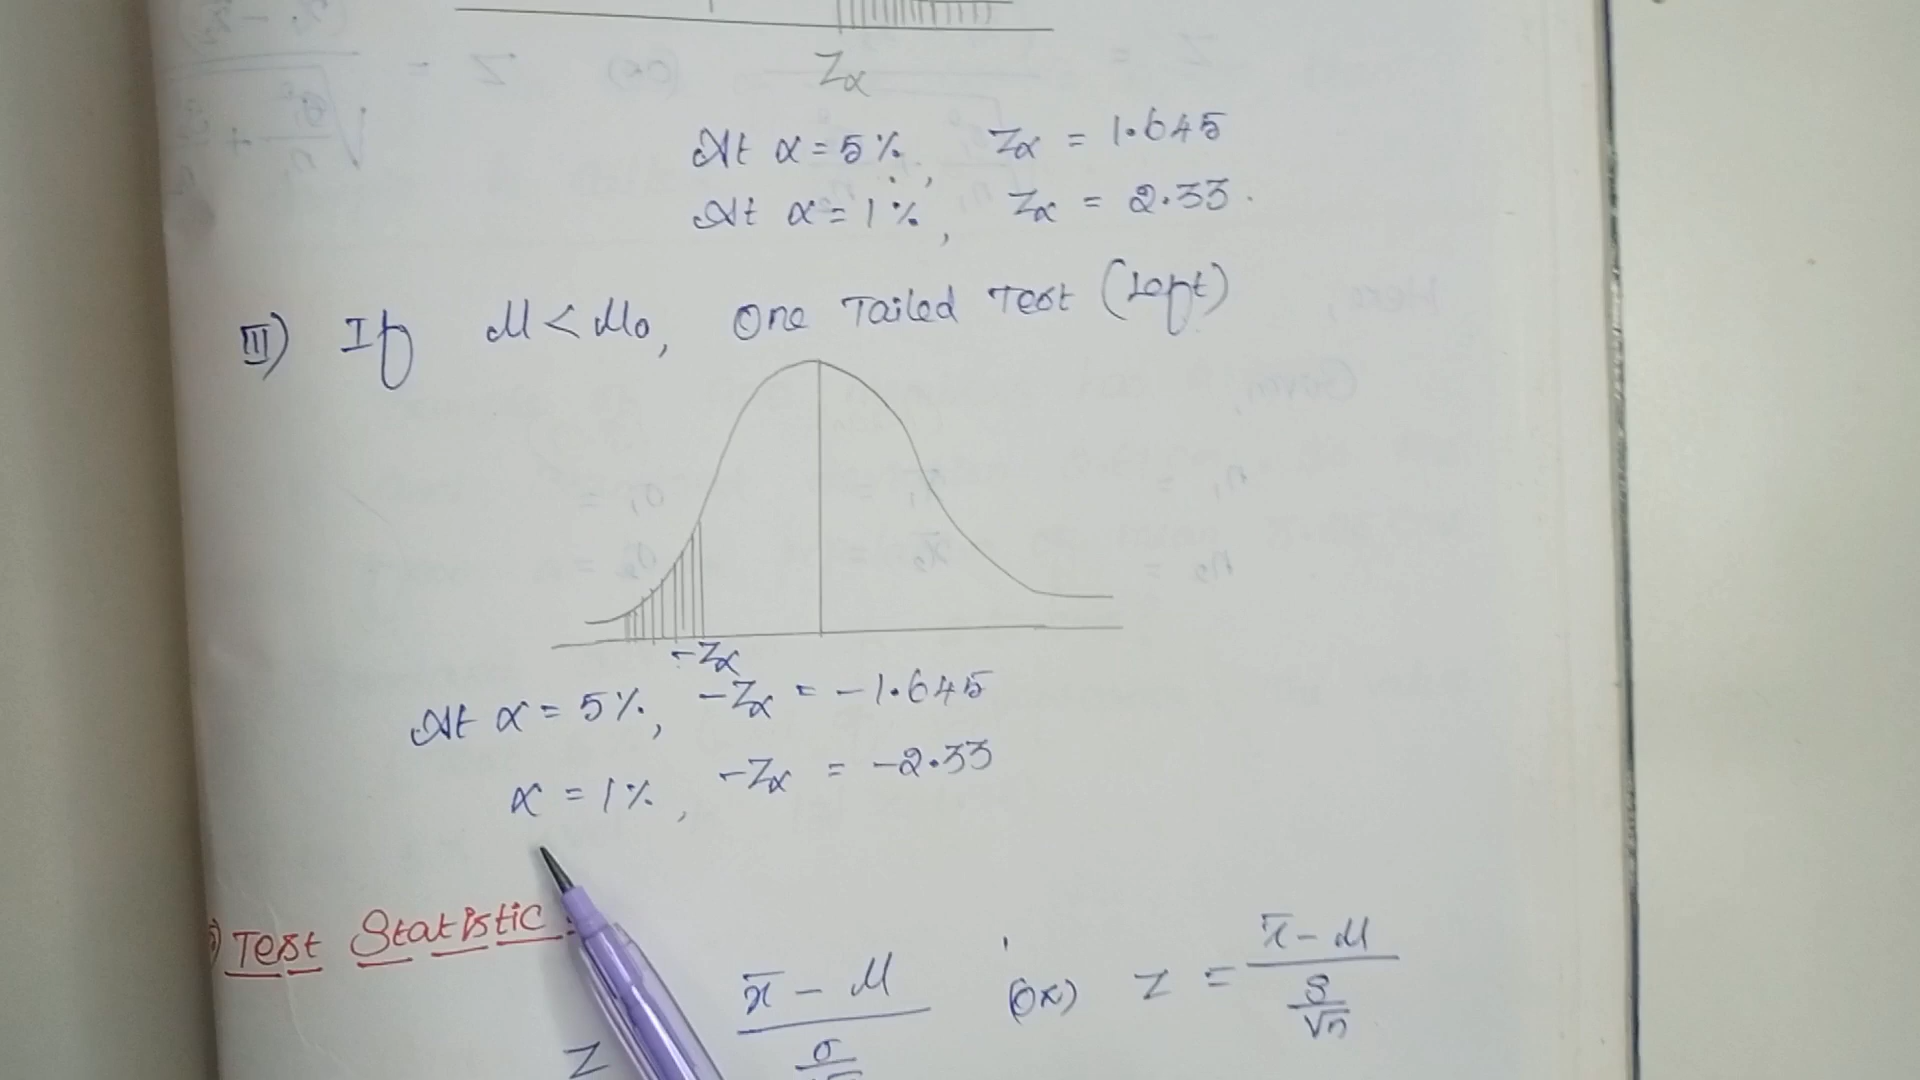 Zα
At α = 5%, Zα = 1.645
At α = 1%, Zα = 2.33.
III) If μ < μ0, One Tailed Test (Left)
-Zα
At α = 5%, -Zα = -1.645
α = 1%, -Zα = -2.33
Test Statistic:
Z x̄ - μ / σ (or) Z = x̄ - μ / S/√n